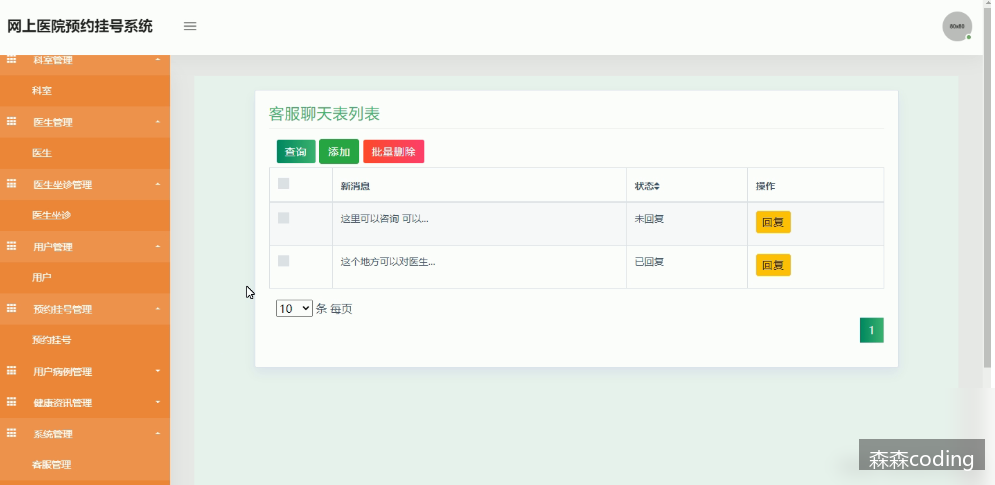 网上医院预约挂号系统
60x60
科室管理
科室
医生管理
医生
医生坐诊管理
医生坐诊
用户管理
用户
预约挂号管理
预约挂号
用户病例管理
健康资讯管理
系统管理
客服管理
客服聊天表列表
查询 添加 批量删除
新消息 状态 操作
这里可以咨询 可以... 未回复 回复
这个地方可以对医生... 已回复 回复
10 条 每页
1
森森coding